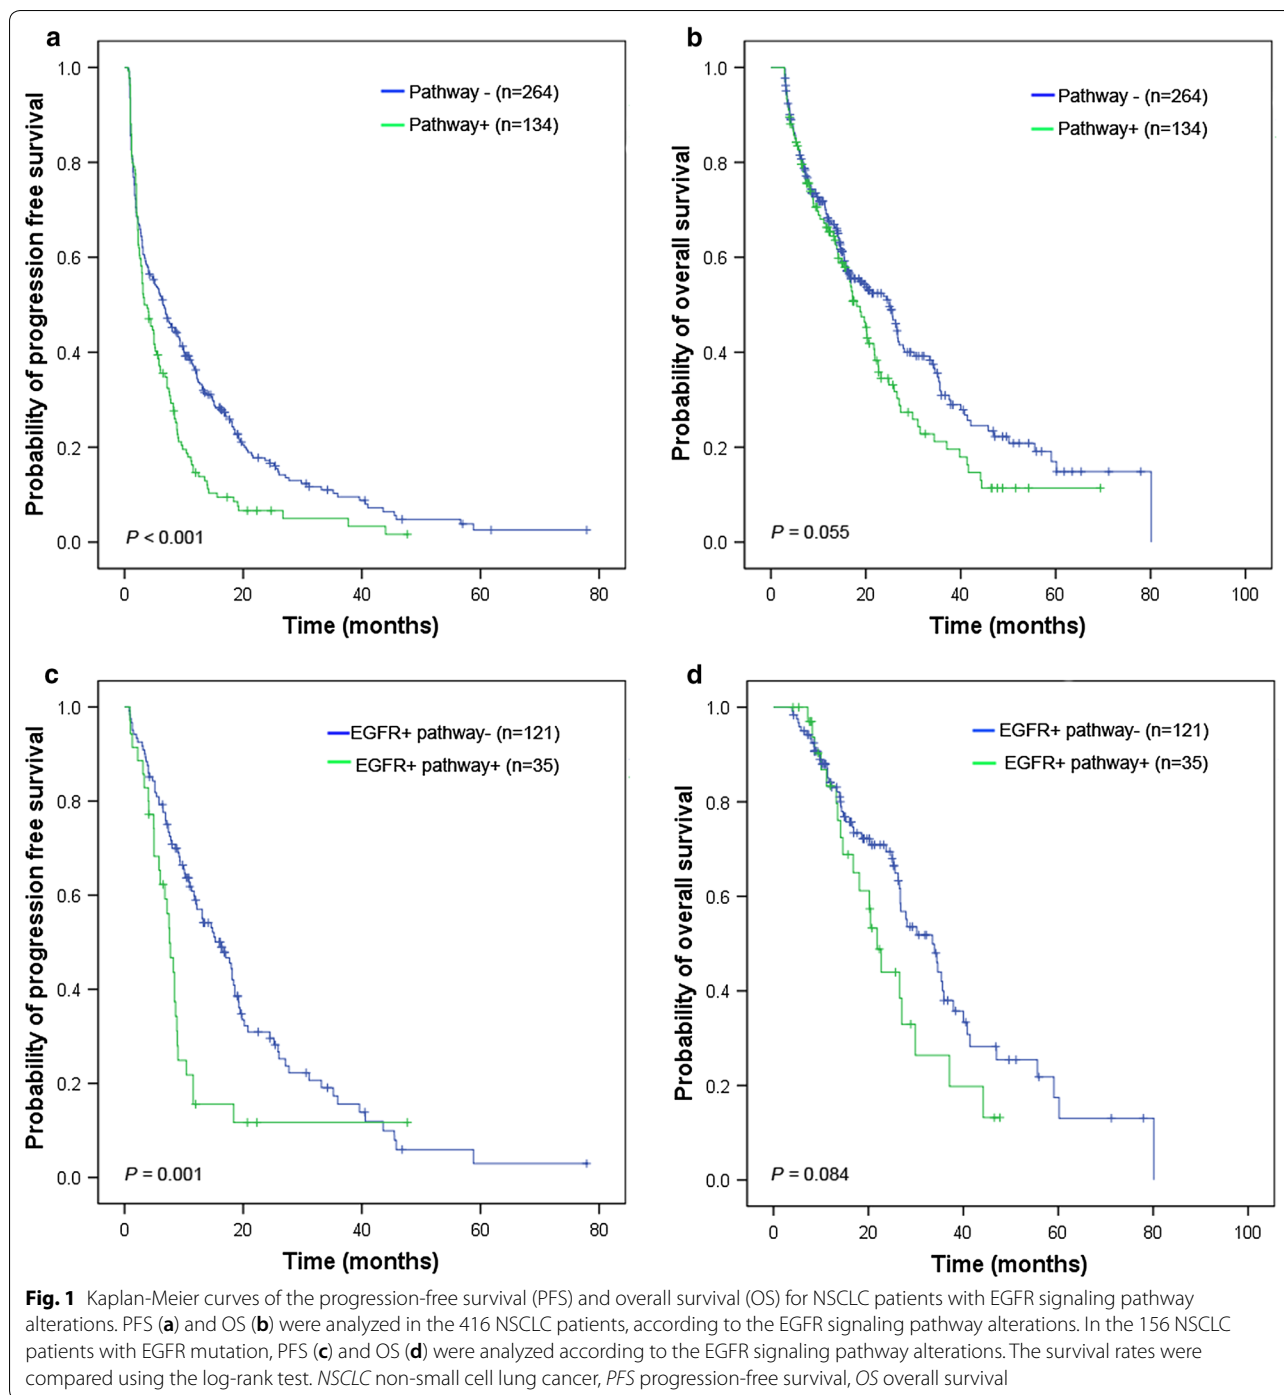 a
Probability of progression free survival
1.0
0.8
0.6
0.4
0.2
0.0
Pathway - (n=264)
Pathway+ (n=134)
P < 0.001
0 20 40 60 80
Time (months)
b
Probability of overall survival
1.0
0.8
0.6
0.4
0.2
0.0
Pathway - (n=264)
Pathway+ (n=134)
P = 0.055
0 20 40 60 80 100
Time (months)
c
Probability of progression free survival
1.0
0.8
0.6
0.4
0.2
0.0
EGFR+ pathway- (n=121)
EGFR+ pathway+ (n=35)
P = 0.001
0 20 40 60 80
Time (months)
d
Probability of overall survival
1.0
0.8
0.6
0.4
0.2
0.0
EGFR+ pathway- (n=121)
EGFR+ pathway+ (n=35)
P = 0.084
0 20 40 60 80 100
Time (months)
Fig. 1 Kaplan-Meier curves of the progression-free survival (PFS) and overall survival (OS) for NSCLC patients with EGFR signaling pathway
alterations. PFS (a) and OS (b) were analyzed in the 416 NSCLC patients, according to the EGFR signaling pathway alterations. In the 156 NSCLC
patients with EGFR mutation, PFS (c) and OS (d) were analyzed according to the EGFR signaling pathway alterations. The survival rates were
compared using the log-rank test. NSCLC non-small cell lung cancer, PFS progression-free survival, OS overall survival